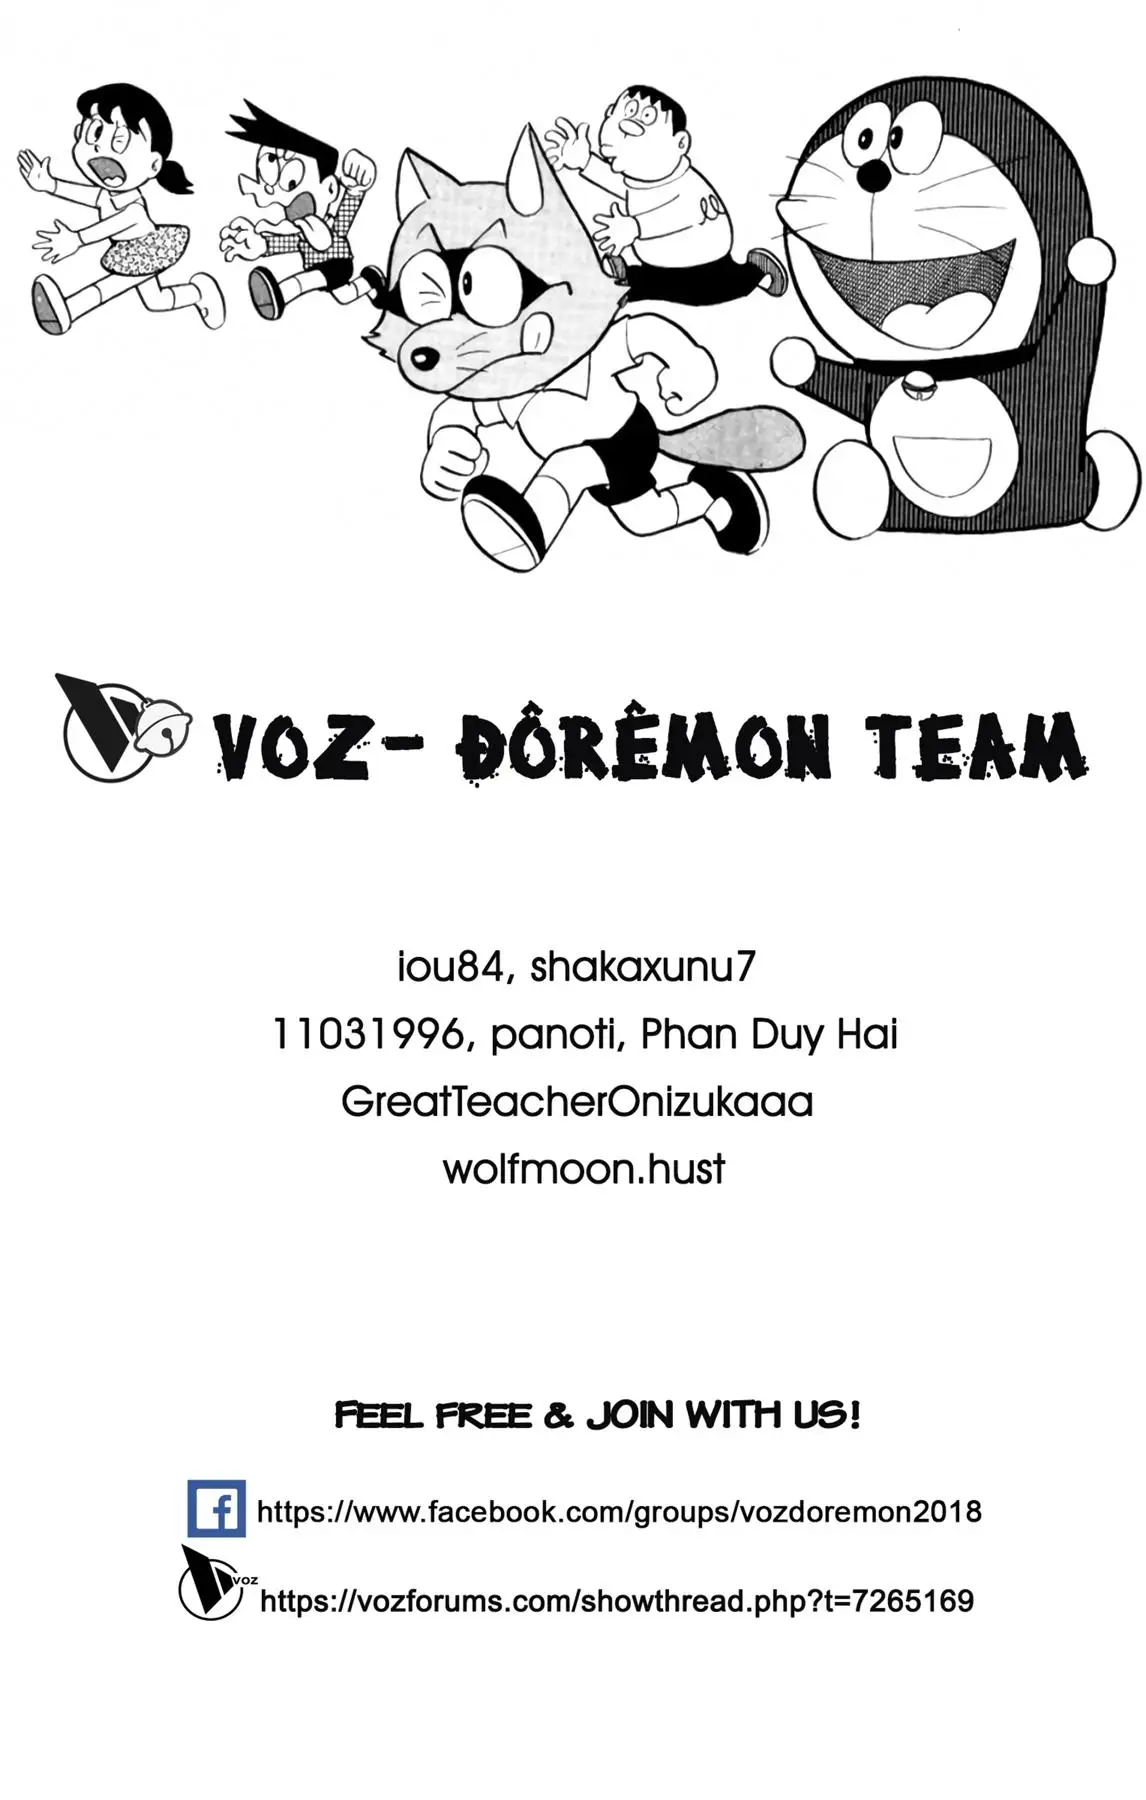 VOZ- ĐÔRÊMON TEAM
iou84, shakaxunu7
11031996, panoti, Phan Duy Hai
GreatTeacherOnizukaaa
wolfmoon.hust
FEEL FREE & JOIN WITH US!
f https://www.facebook.com/groups/vozdoremon2018
voz https://vozforums.com/showthread.php?t=7265169